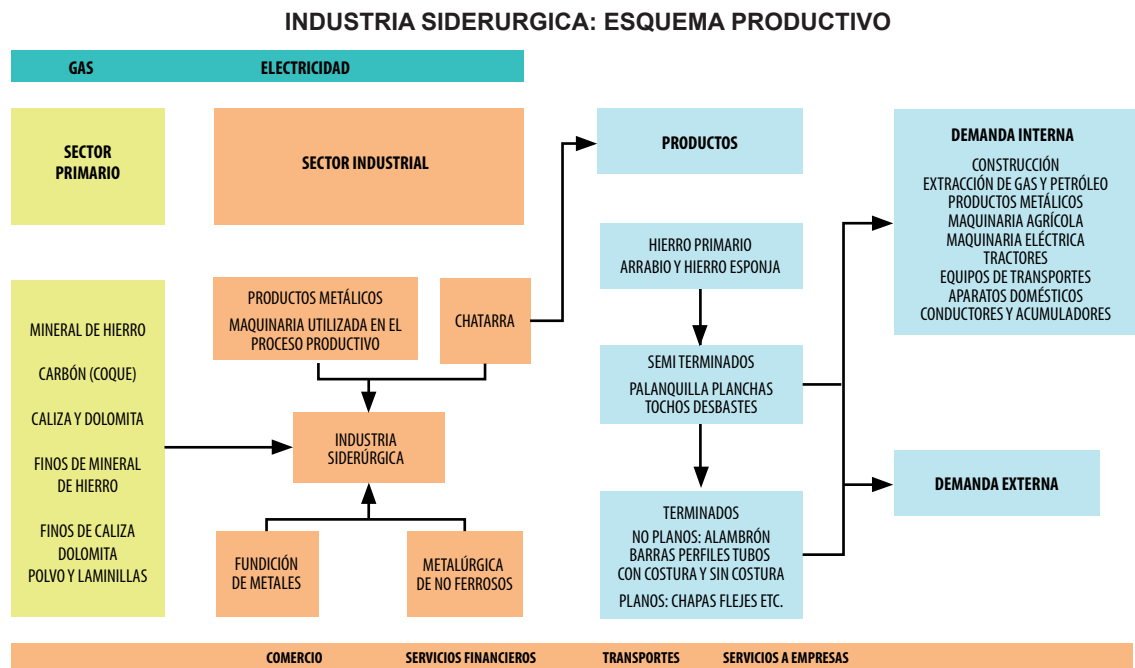 INDUSTRIA SIDERURGICA: ESQUEMA PRODUCTIVO
GAS
ELECTRICIDAD
SECTOR
PRIMARIO
SECTOR INDUSTRIAL
PRODUCTOS
DEMANDA INTERNA
CONSTRUCCIÓN
EXTRACCIÓN DE GAS Y PETRÓLEO
PRODUCTOS METÁLICOS
MAQUINARIA AGRÍCOLA
MAQUINARIA ELÉCTRICA
TRACTORES
EQUIPOS DE TRANSPORTES
APARATOS DOMÉSTICOS
CONDUCTORES Y ACUMULADORES
MINERAL DE HIERRO
CARBÓN (COQUE)
CALIZA Y DOLOMITA
FINOS DE MINERAL
DE HIERRO
FINOS DE CALIZA
DOLOMITA
POLVO Y LAMINILLAS
PRODUCTOS METÁLICOS
MAQUINARIA UTILIZADA EN EL
PROCESO PRODUCTIVO
CHATARRA
INDUSTRIA
SIDERÚRGICA
FUNDICIÓN
DE METALES
METALÚRGICA
DE NO FERROSOS
HIERRO PRIMARIO
ARRABIO Y HIERRO ESPONJA
SEMI TERMINADOS
PALANQUILLA PLANCHAS
TOCHOS DESBASTES
TERMINADOS
NO PLANOS: ALAMBRÓN
BARRAS PERFILES TUBOS
CON COSTURA Y SIN COSTURA
PLANOS: CHAPAS FLEJES ETC.
DEMANDA EXTERNA
COMERCIO
SERVICIOS FINANCIEROS
TRANSPORTES
SERVICIOS A EMPRESAS